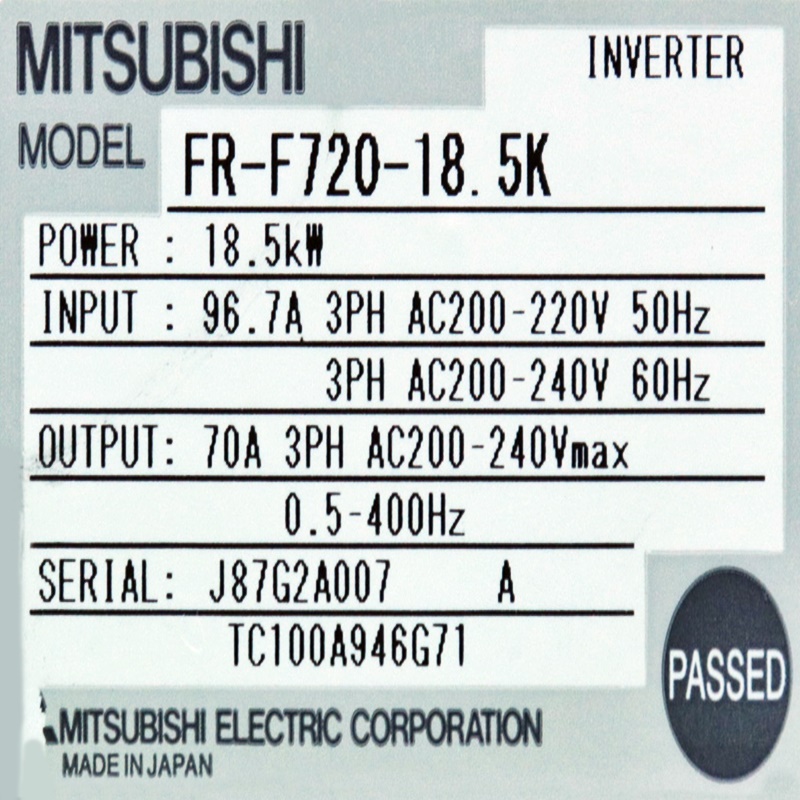 MITSUBISHI
INVERTER
MODEL FR-F720-18.5K
POWER : 18.5kW
INPUT : 96.7A 3PH AC200-220V 50Hz
3PH AC200-240V 60Hz
OUTPUT: 70A 3PH AC200-240Vmax
0.5-400Hz
SERIAL: J87G2A007 A
TC100A946G71
PASSED
MITSUBISHI ELECTRIC CORPORATION
MADE IN JAPAN